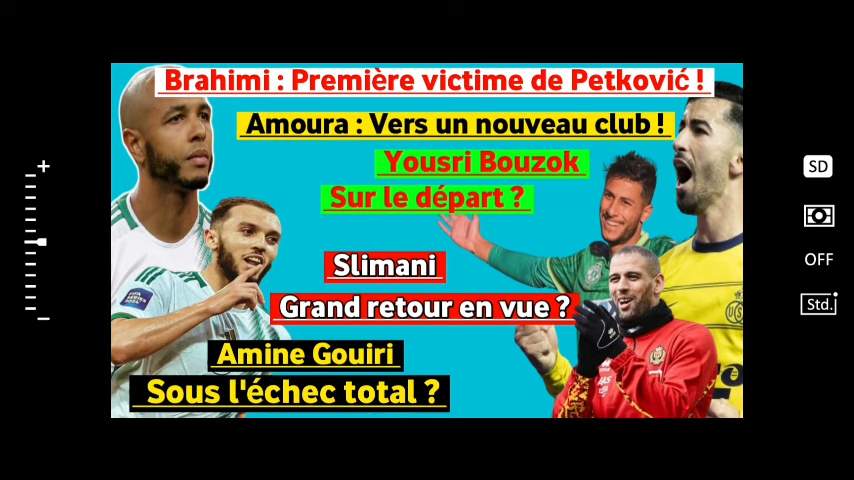 Brahimi : Première victime de Petković !
Amoura : Vers un nouveau club !
Yousri Bouzok
Sur le départ ?
Slimani
Grand retour en vue ?
Amine Gouiri
Sous l'échec total ?
SD
OFF
Std.